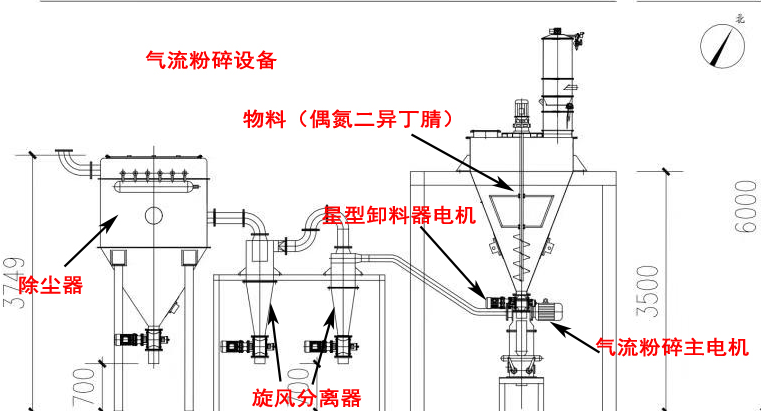 北
气流粉碎设备
物料（偶氮二异丁腈）
星型卸料器电机
6000
除尘器
3749
3500
气流粉碎主电机
700
旋风分离器